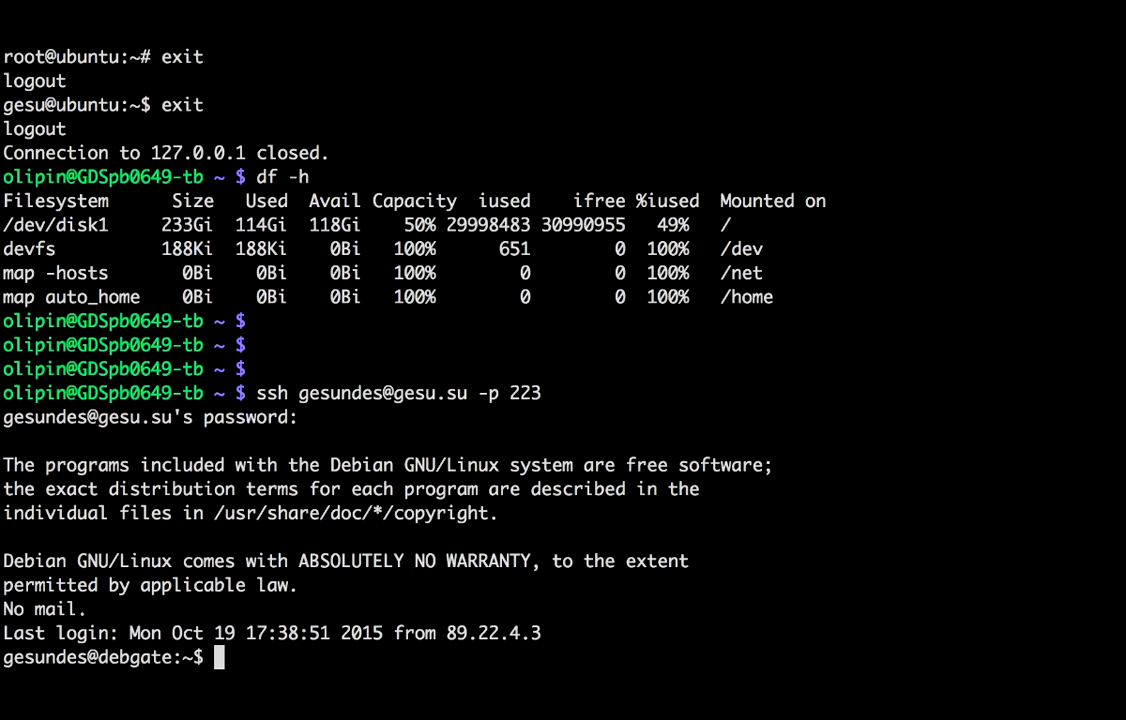 root@ubuntu:~# exit
logout
gesu@ubuntu:~$ exit
logout
Connection to 127.0.0.1 closed.
olipin@GDSpb0649-tb ~ $ df -h
Filesystem      Size   Used  Avail Capacity  iused    ifree %iused  Mounted on
/dev/disk1     233Gi  114Gi  118Gi    50% 29998483 30990955   49%   /
devfs          188Ki  188Ki    0Bi   100%      651        0  100%   /dev
map -hosts       0Bi    0Bi    0Bi   100%        0        0  100%   /net
map auto_home    0Bi    0Bi    0Bi   100%        0        0  100%   /home
olipin@GDSpb0649-tb ~ $
olipin@GDSpb0649-tb ~ $
olipin@GDSpb0649-tb ~ $
olipin@GDSpb0649-tb ~ $ ssh gesundes@gesu.su -p 223
gesundes@gesu.su's password:

The programs included with the Debian GNU/Linux system are free software;
the exact distribution terms for each program are described in the
individual files in /usr/share/doc/*/copyright.

Debian GNU/Linux comes with ABSOLUTELY NO WARRANTY, to the extent
permitted by applicable law.
No mail.
Last login: Mon Oct 19 17:38:51 2015 from 89.22.4.3
gesundes@debgate:~$